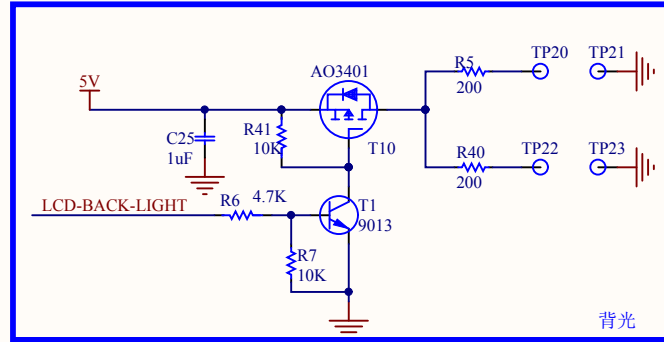 AO3401
R5
TP20
TP21
5V
200
C25
1uF
R41
10K
T10
R40
TP22
TP23
200
LCD-BACK-LIGHT
R6
4.7K
T1
9013
R7
10K
背光